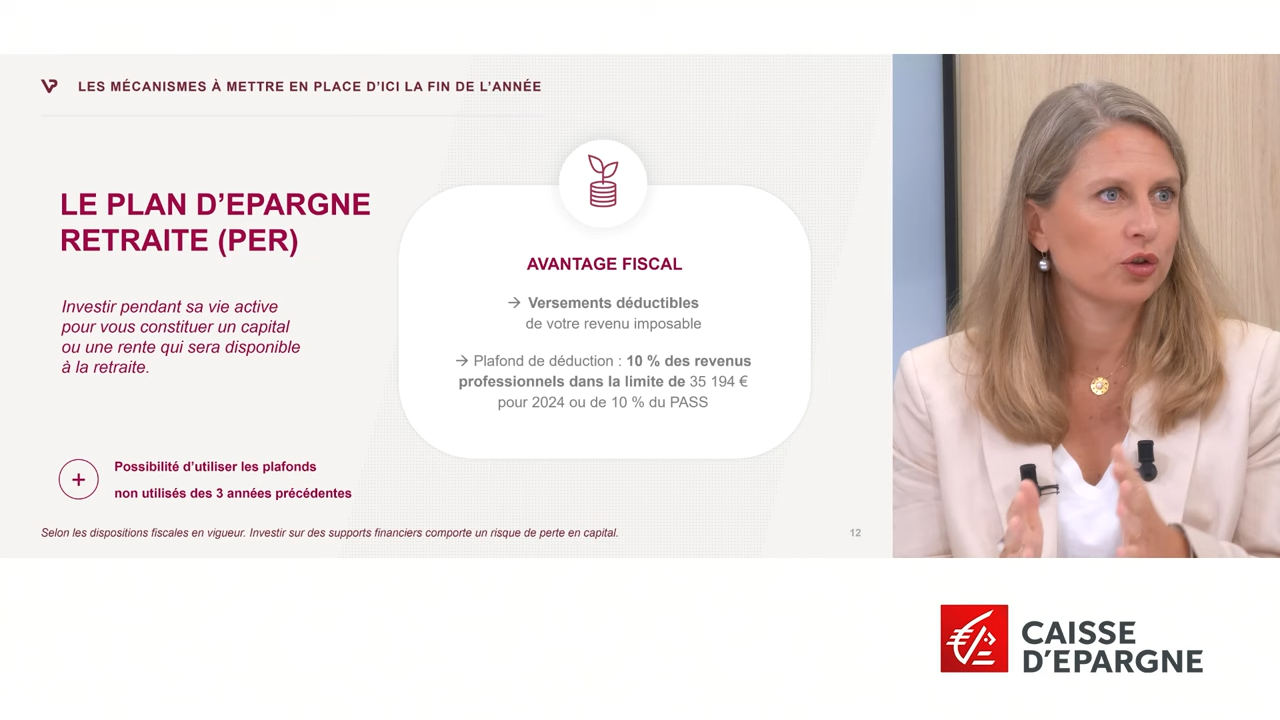 LES MÉCANISMES À METTRE EN PLACE D’ICI LA FIN DE L’ANNÉE
LE PLAN D’EPARGNE
RETRAITE (PER)
Investir pendant sa vie active
pour vous constituer un capital
ou une rente qui sera disponible
à la retraite.
AVANTAGE FISCAL
→ Versements déductibles
de votre revenu imposable
→ Plafond de déduction : 10 % des revenus
professionnels dans la limite de 35 194 €
pour 2024 ou de 10 % du PASS
+
Possibilité d’utiliser les plafonds
non utilisés des 3 années précédentes
Selon les dispositions fiscales en vigueur. Investir sur des supports financiers comporte un risque de perte en capital.
12
CAISSE
D’EPARGNE